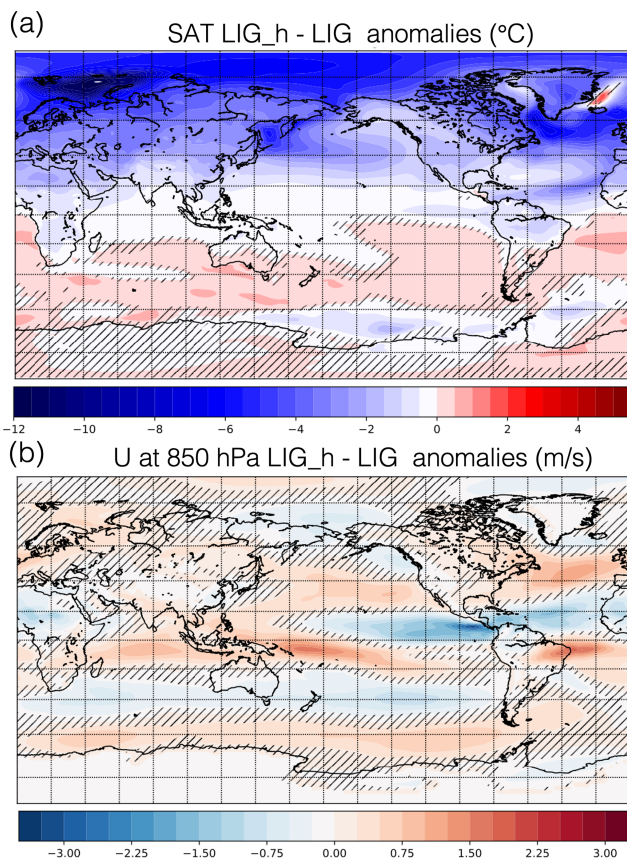 (a)
SAT LIG_h - LIG anomalies (°C)
−12 −10 −8 −6 −4 −2 0 2 4
(b)
U at 850 hPa LIG_h - LIG anomalies (m/s)
−3.00 −2.25 −1.50 −0.75 0.00 0.75 1.50 2.25 3.00